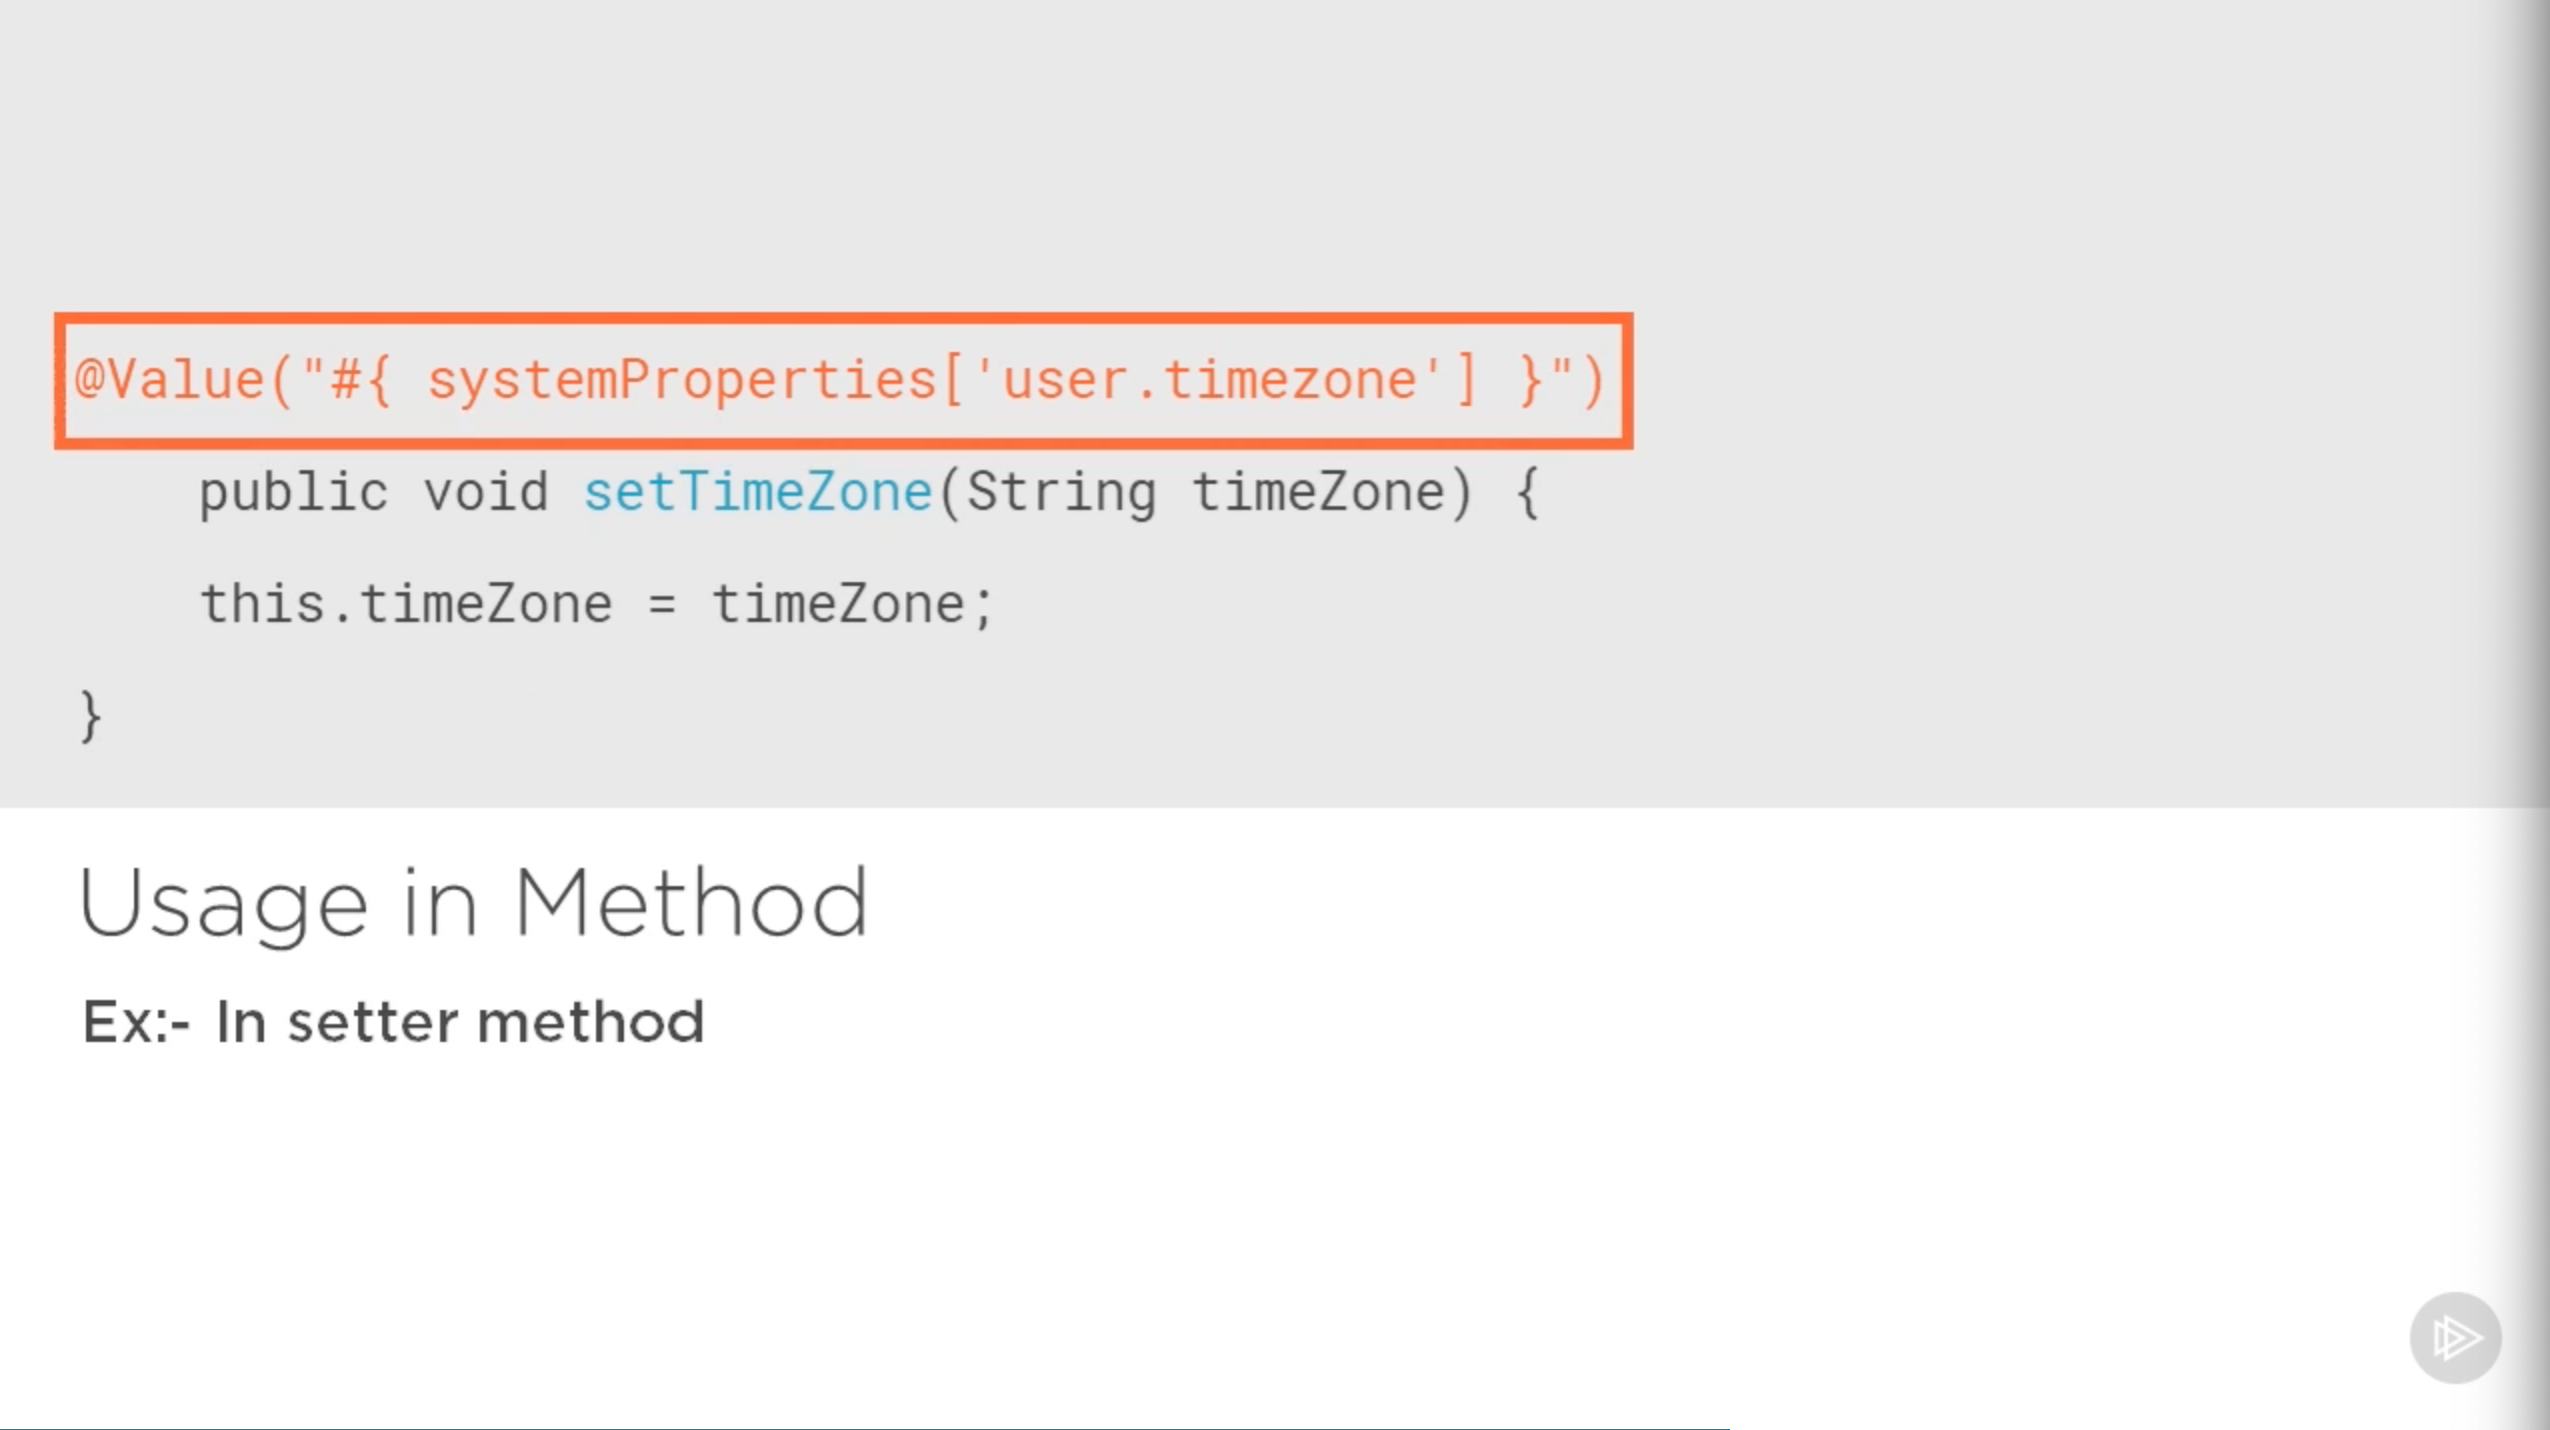 @Value("#{ systemProperties['user.timezone'] }")
public void setTimeZone(String timeZone) {
this.timeZone = timeZone;
}
Usage in Method
Ex:- In setter method